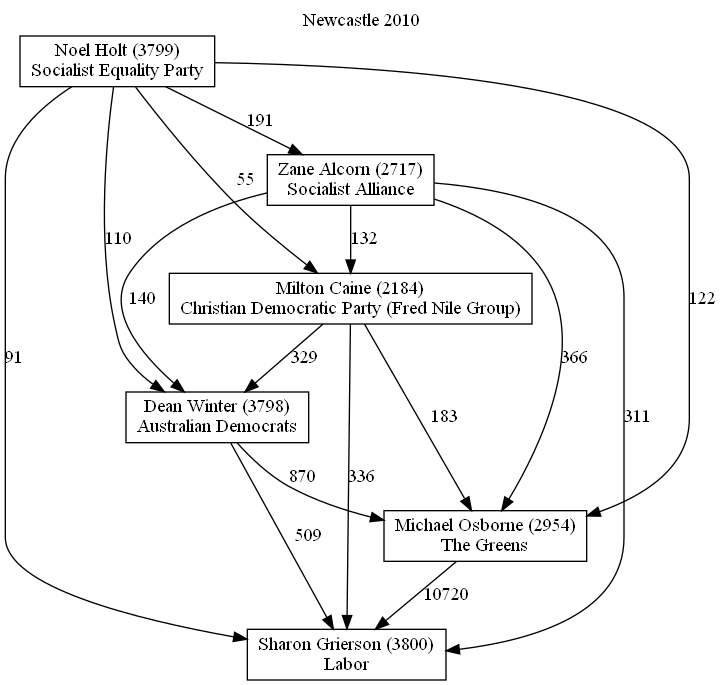 Newcastle 2010
Noel Holt (3799)
Socialist Equality Party
191
Zane Alcorn (2717)
Socialist Alliance
55
110
132
140
Milton Caine (2184)
Christian Democratic Party (Fred Nile Group)
122
91
329
366
Dean Winter (3798)
Australian Democrats
183
311
870
336
Michael Osborne (2954)
The Greens
509
10720
Sharon Grierson (3800)
Labor